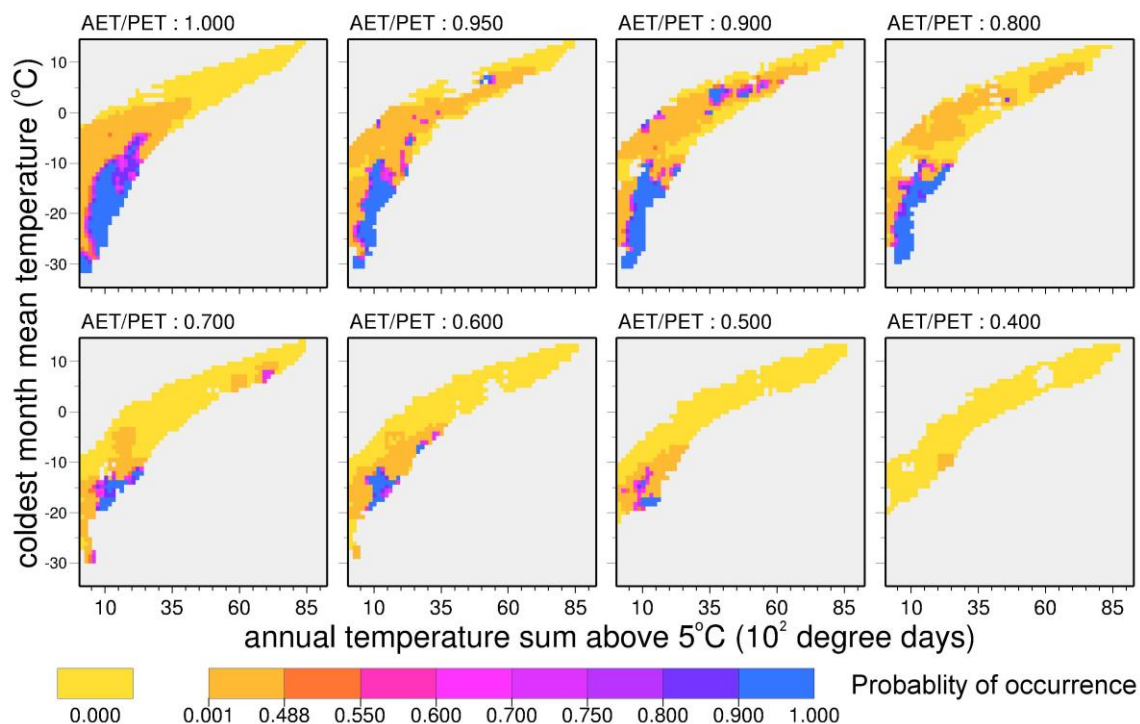 AET/PET : 1.000
AET/PET : 0.950
AET/PET : 0.900
AET/PET : 0.800
10
0
-10
-20
-30
AET/PET : 0.700
AET/PET : 0.600
AET/PET : 0.500
AET/PET : 0.400
10
0
-10
-20
-30
coldest month mean temperature (°C)
10 35 60 85
10 35 60 85
10 35 60 85
10 35 60 85
annual temperature sum above 5°C (10² degree days)
Probablity of occurrence
0.000
0.001 0.488 0.550 0.600 0.700 0.750 0.800 0.900 1.000